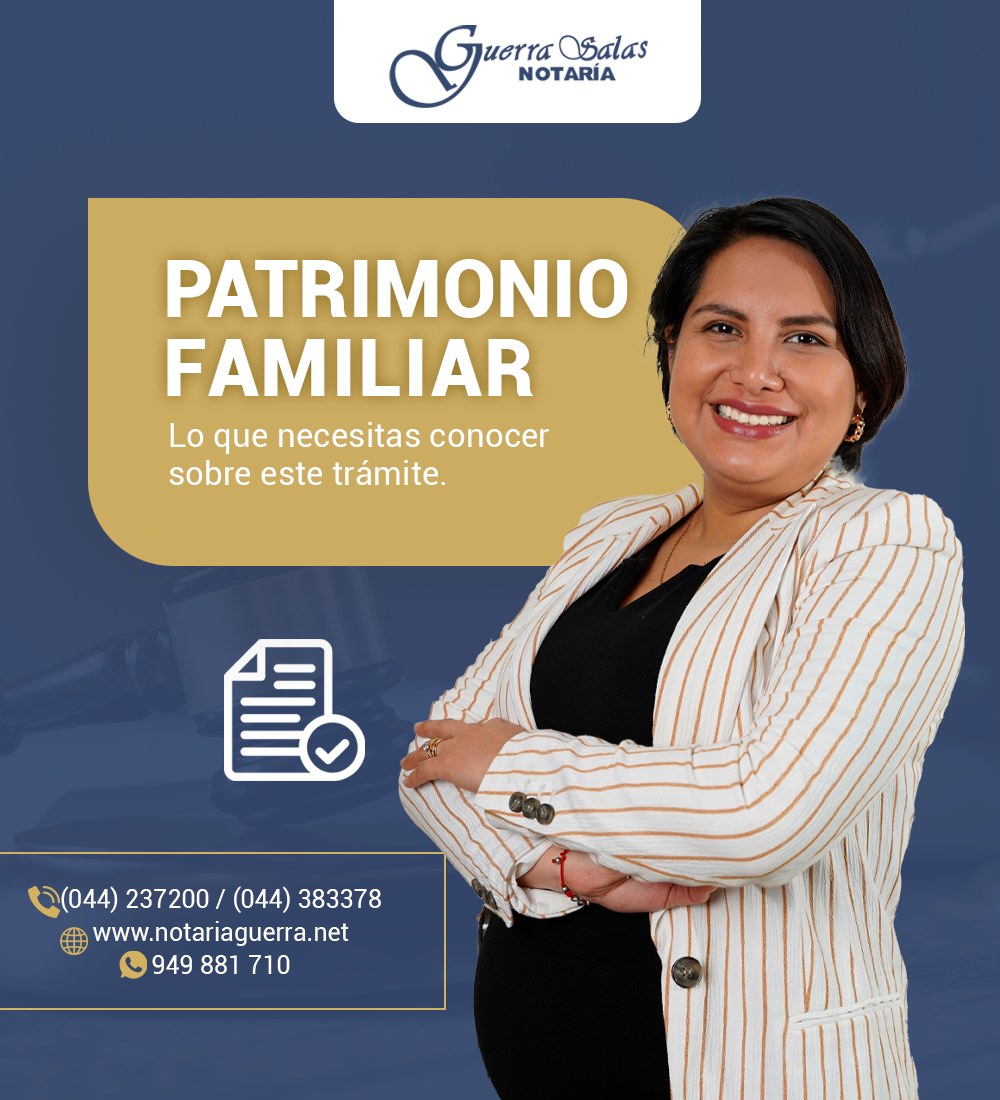 Guerra Salas
NOTARÍA
PATRIMONIO
FAMILIAR
Lo que necesitas conocer
sobre este trámite.
(044) 237200 / (044) 383378
www.notariaguerra.net
949 881 710